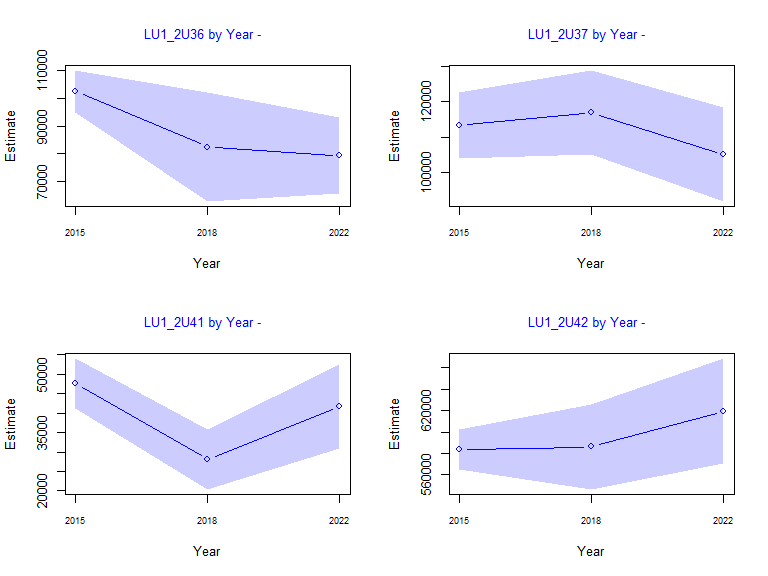 LU1_2U36 by Year -
Estimate
110000
90000
70000
2015
2018
2022
Year
LU1_2U37 by Year -
Estimate
120000
100000
2015
2018
2022
Year
LU1_2U41 by Year -
Estimate
50000
35000
20000
2015
2018
2022
Year
LU1_2U42 by Year -
Estimate
620000
560000
2015
2018
2022
Year